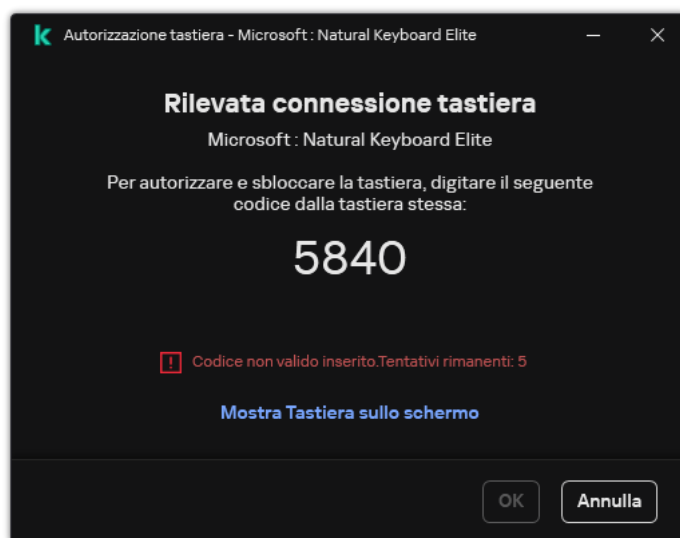 Autorizzazione tastiera - Microsoft : Natural Keyboard Elite
Rilevata connessione tastiera
Microsoft : Natural Keyboard Elite
Per autorizzare e sbloccare la tastiera, digitare il seguente
codice dalla tastiera stessa:
5840
Codice non valido inserito.Tentativi rimanenti: 5
Mostra Tastiera sullo schermo
OK
Annulla